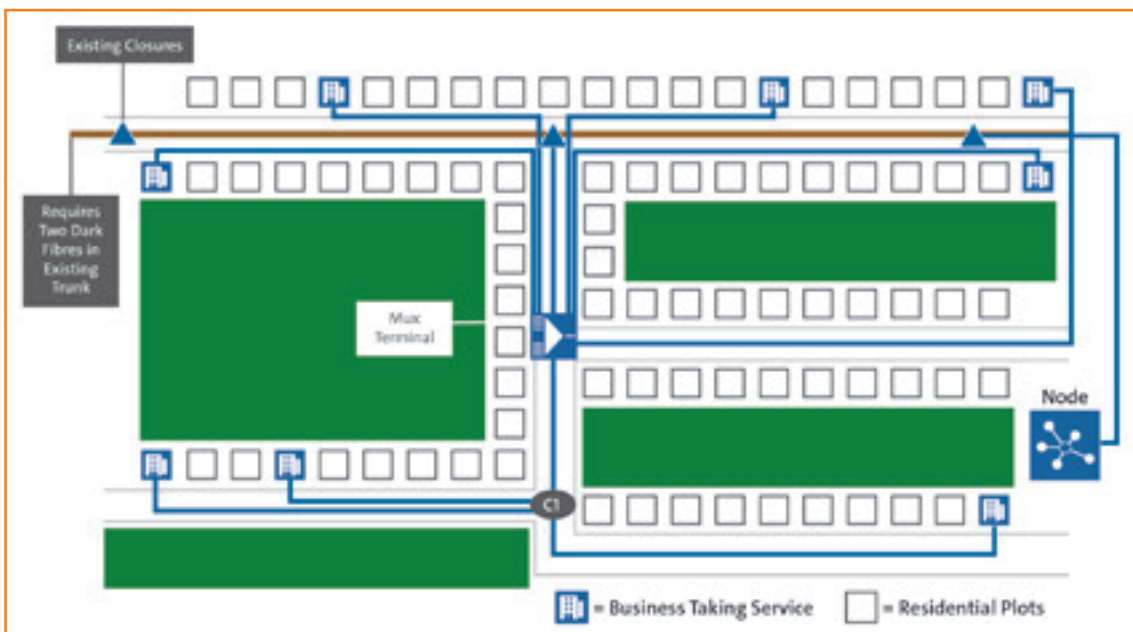 Existing Closures
Requires
Two Dark
Fibres in
Existing
Trunk
Mux
Terminal
Node
C1
= Business Taking Service
= Residential Plots